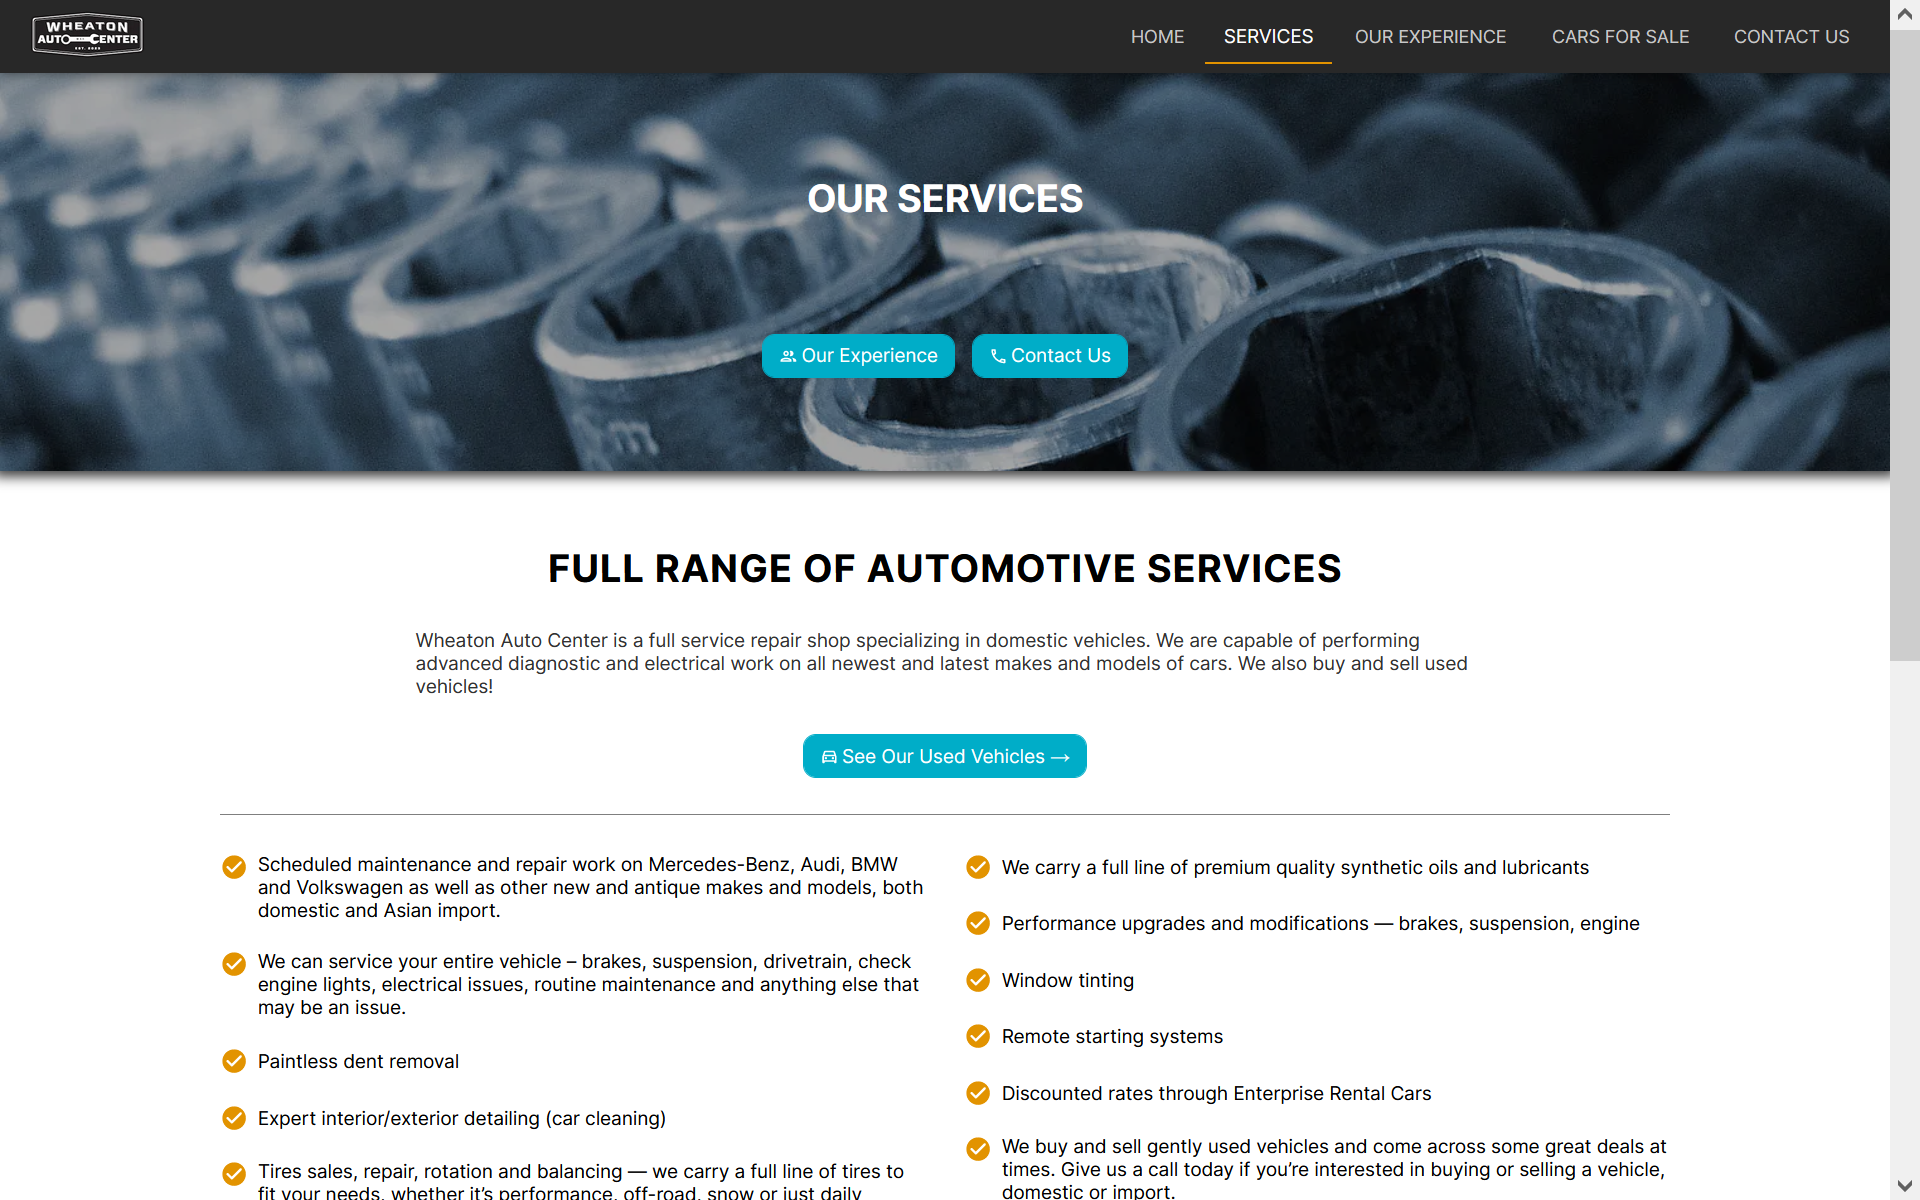 WHEATON
AUTO CENTER
HOME
SERVICES
OUR EXPERIENCE
CARS FOR SALE
CONTACT US
OUR SERVICES
Our Experience
Contact Us
FULL RANGE OF AUTOMOTIVE SERVICES
Wheaton Auto Center is a full service repair shop specializing in domestic vehicles. We are capable of performing
advanced diagnostic and electrical work on all newest and latest makes and models of cars. We also buy and sell used
vehicles!
See Our Used Vehicles →
Scheduled maintenance and repair work on Mercedes-Benz, Audi, BMW
and Volkswagen as well as other new and antique makes and models, both
domestic and Asian import.
We can service your entire vehicle – brakes, suspension, drivetrain, check
engine lights, electrical issues, routine maintenance and anything else that
may be an issue.
Paintless dent removal
Expert interior/exterior detailing (car cleaning)
Tires sales, repair, rotation and balancing — we carry a full line of tires to
fit your needs, whether it’s performance, off-road, snow or just daily
We carry a full line of premium quality synthetic oils and lubricants
Performance upgrades and modifications — brakes, suspension, engine
Window tinting
Remote starting systems
Discounted rates through Enterprise Rental Cars
We buy and sell gently used vehicles and come across some great deals at
times. Give us a call today if you’re interested in buying or selling a vehicle,
domestic or import.